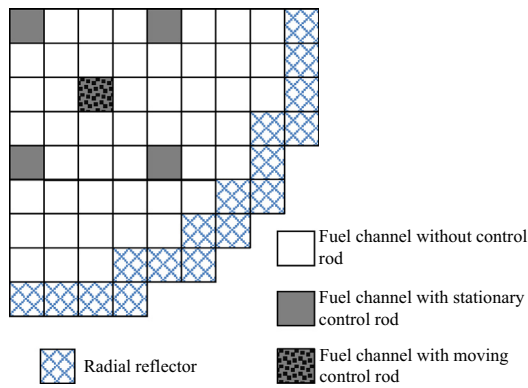 Fuel channel without control
rod
Fuel channel with stationary
control rod
Radial reflector
Fuel channel with moving
control rod